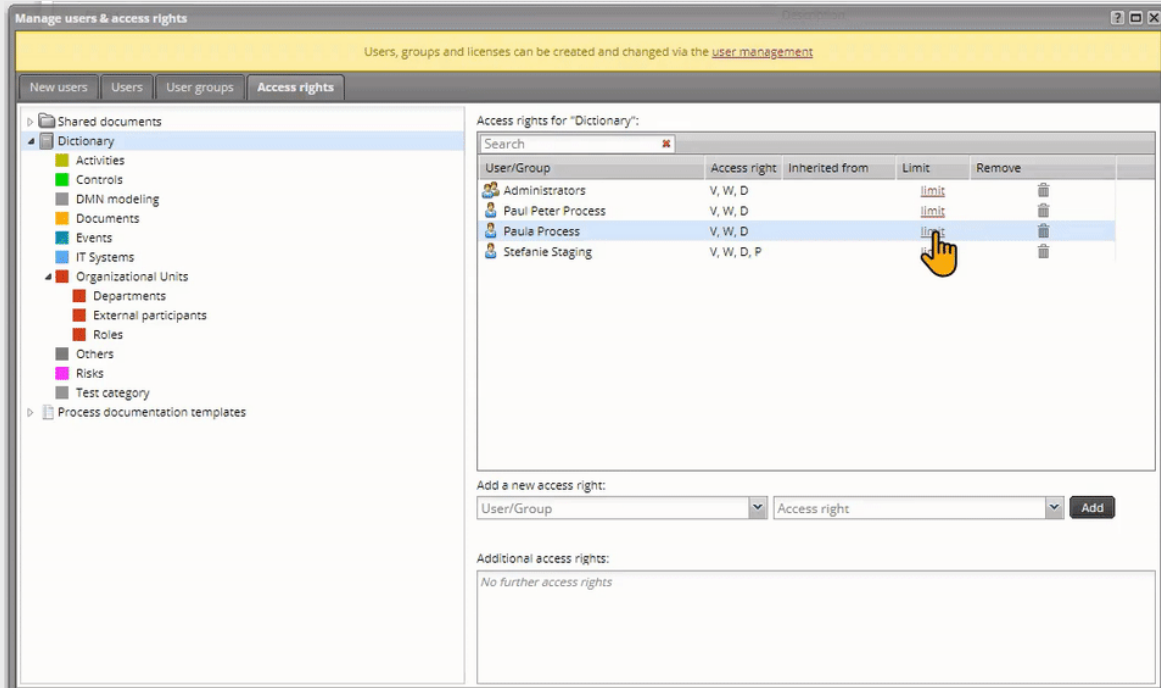 Manage users & access rights
Users, groups and licenses can be created and changed via the user management
New users Users User groups Access rights
Shared documents
Dictionary
Activities
Controls
DMN modeling
Documents
Events
IT Systems
Organizational Units
Departments
External participants
Roles
Others
Risks
Test category
Process documentation templates
Access rights for "Dictionary":
Search
User/Group Access right Inherited from Limit Remove
Administrators V, W, D limit
Paul Peter Process V, W, D limit
Paula Process V, W, D limit
Stefanie Staging V, W, D, P
Add a new access right:
User/Group Access right Add
Additional access rights:
No further access rights